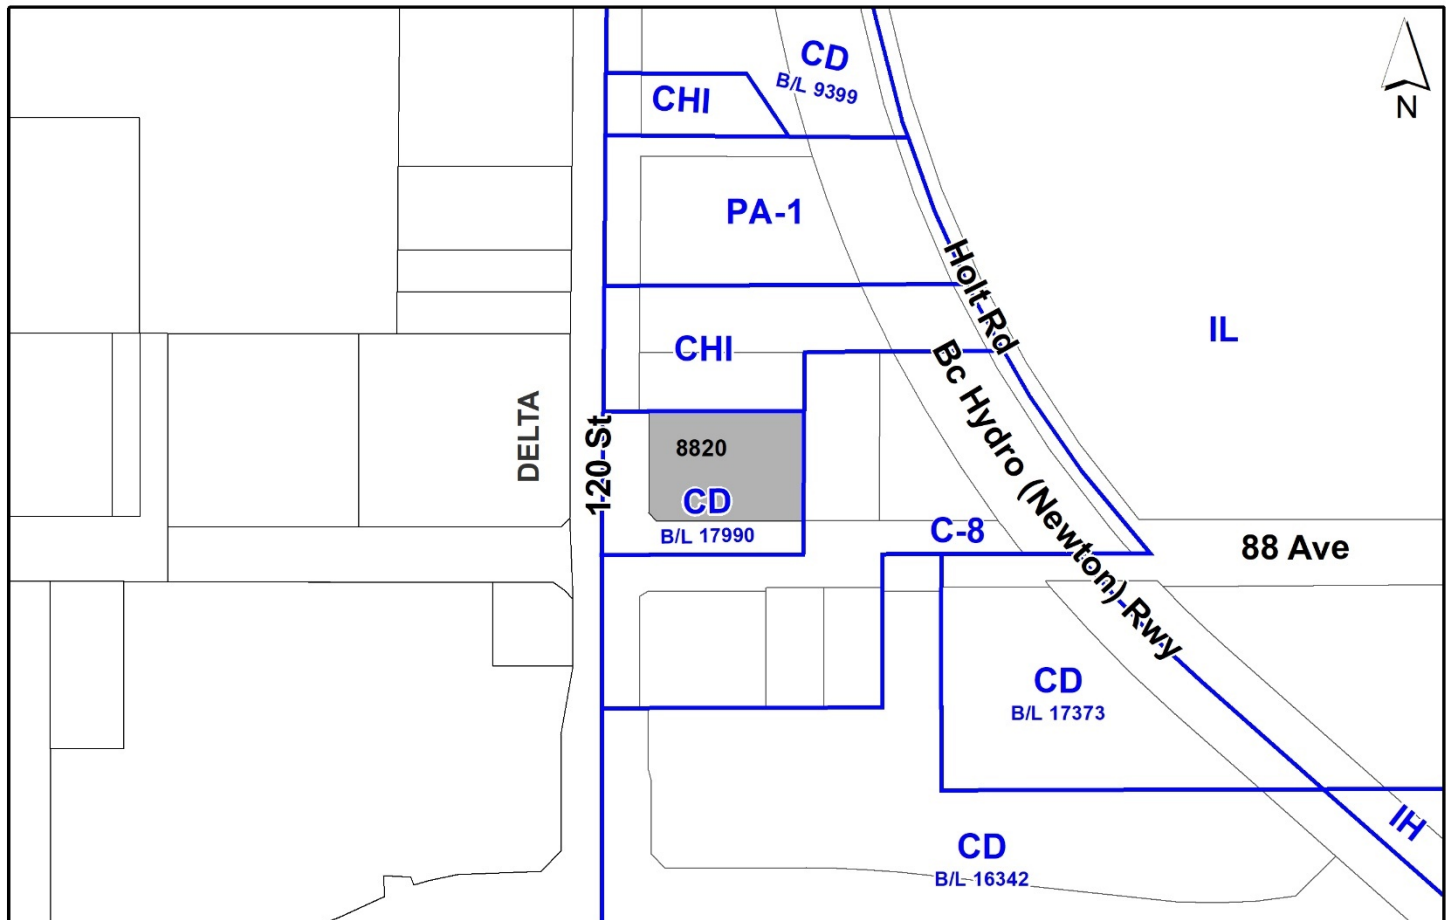 CD
B/L 9399
CHI
N
PA-1
Holt Rd
IL
CHI
Bc Hydro (Newton) Rwy
DELTA
120 St
8820
CD
B/L 17990
C-8
88 Ave
CD
B/L 17373
IH
CD
B/L 16342